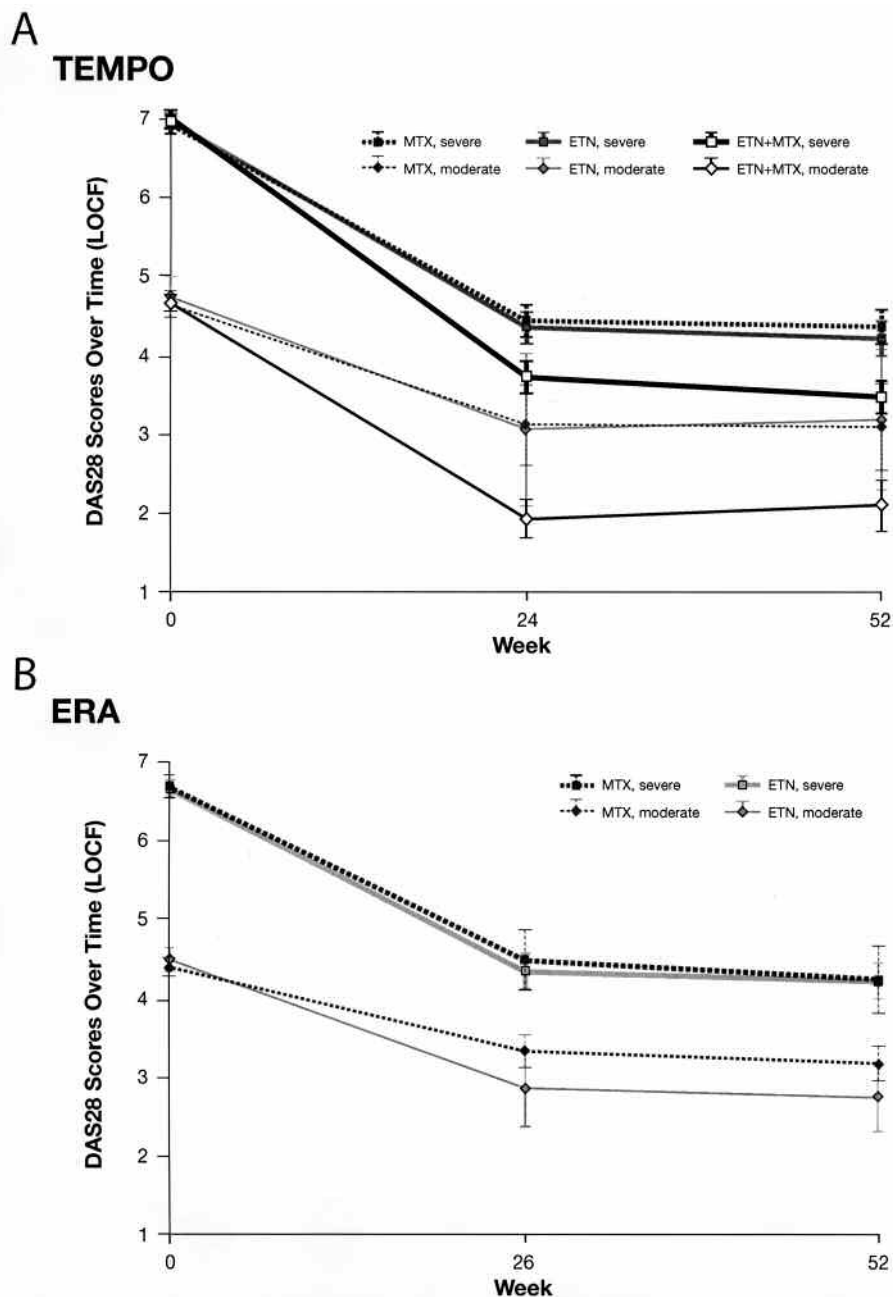 A
TEMPO
DAS28 Scores Over Time (LOCF)
7
6
5
4
3
2
1
MTX, severe
ETN, severe
ETN+MTX, severe
MTX, moderate
ETN, moderate
ETN+MTX, moderate
0
24
52
Week
B
ERA
DAS28 Scores Over Time (LOCF)
7
6
5
4
3
2
1
MTX, severe
ETN, severe
MTX, moderate
ETN, moderate
0
26
52
Week